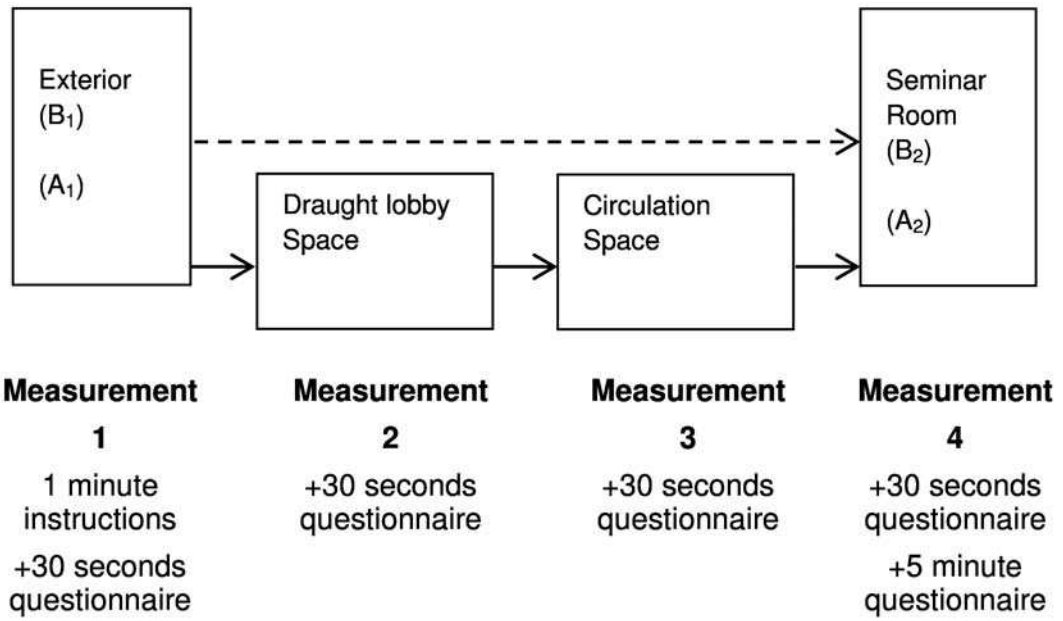 Exterior
(B₁)
(A₁)
Draught lobby
Space
Circulation
Space
Seminar
Room
(B₂)
(A₂)
Measurement
1
1 minute
instructions
+30 seconds
questionnaire
Measurement
2
+30 seconds
questionnaire
Measurement
3
+30 seconds
questionnaire
Measurement
4
+30 seconds
questionnaire
+5 minute
questionnaire